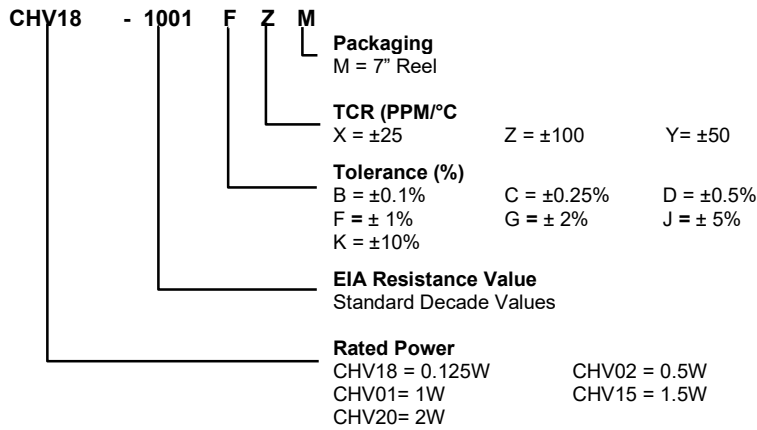 CHV18 - 1001 F Z M
Packaging
M = 7” Reel
TCR (PPM/°C
X = ±25 Z = ±100 Y= ±50
Tolerance (%)
B = ±0.1% C = ±0.25% D = ±0.5%
F = ± 1% G = ± 2% J = ± 5%
K = ±10%
EIA Resistance Value
Standard Decade Values
Rated Power
CHV18 = 0.125W CHV02 = 0.5W
CHV01= 1W CHV15 = 1.5W
CHV20= 2W